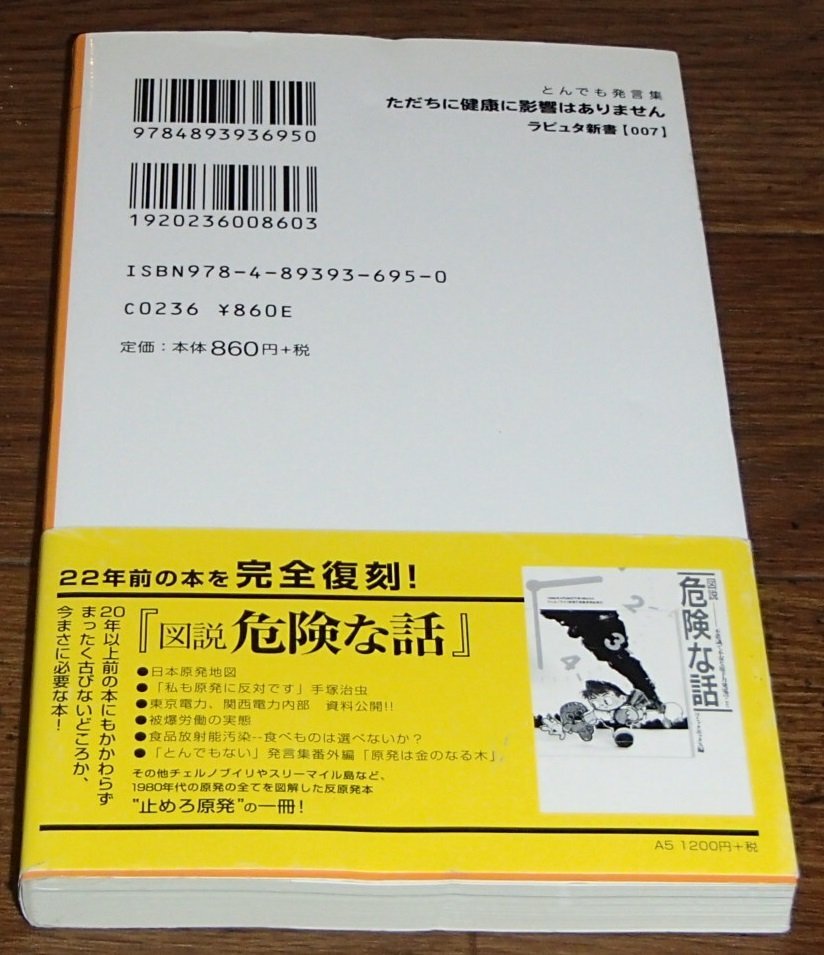 とんでも発言集
ただちに健康に影響はありません
ラピュタ新書【007】
9784893936950
1920236008603
ISBN978-4-89393-695-0
C0236 ¥860E
定価：本体860円+税
22年前の本を完全復刻！
『図説 危険な話』
20年以上前の本にもかかわらず
まったく古びないどころか、
今まさに必要な本！
●日本原発地図
●「私も原発に反対です」手塚治虫
●東京電力、関西電力内部 資料公開!!
●被爆労働の実態
●食品放射能汚染--食べものは選べないか？
●「とんでもない」発言集番外編「原発は金のなる木」
その他チェルノブイリやスリーマイル島など、
1980年代の原発の全てを図解した反原発本
"止めろ原発"の一冊！
図説
危険な話
2
3
4
A5 1200円+税